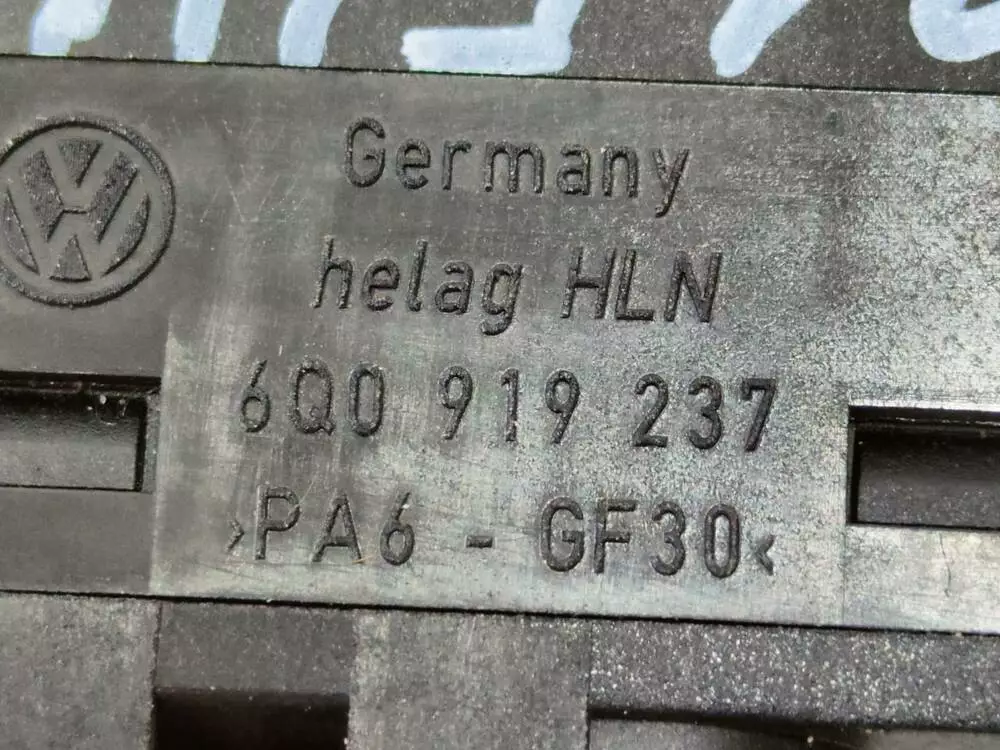 Germany
helag HLN
6Q0 919 237
>PA6 - GF30<